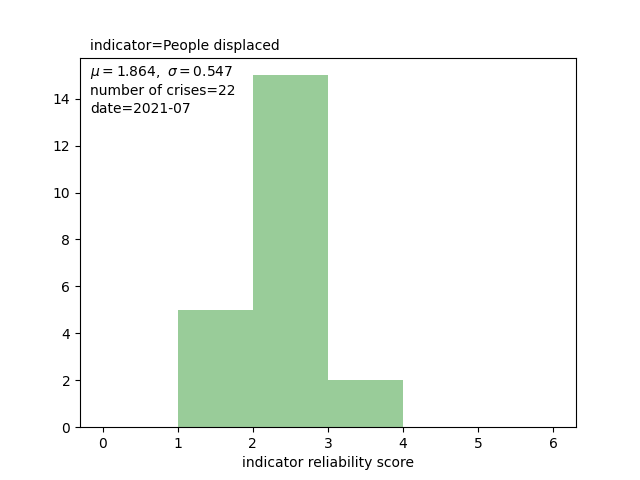 indicator=People displaced
μ = 1.864, σ = 0.547
number of crises=22
date=2021-07
14
12
10
8
6
4
2
0
0 1 2 3 4 5 6
indicator reliability score